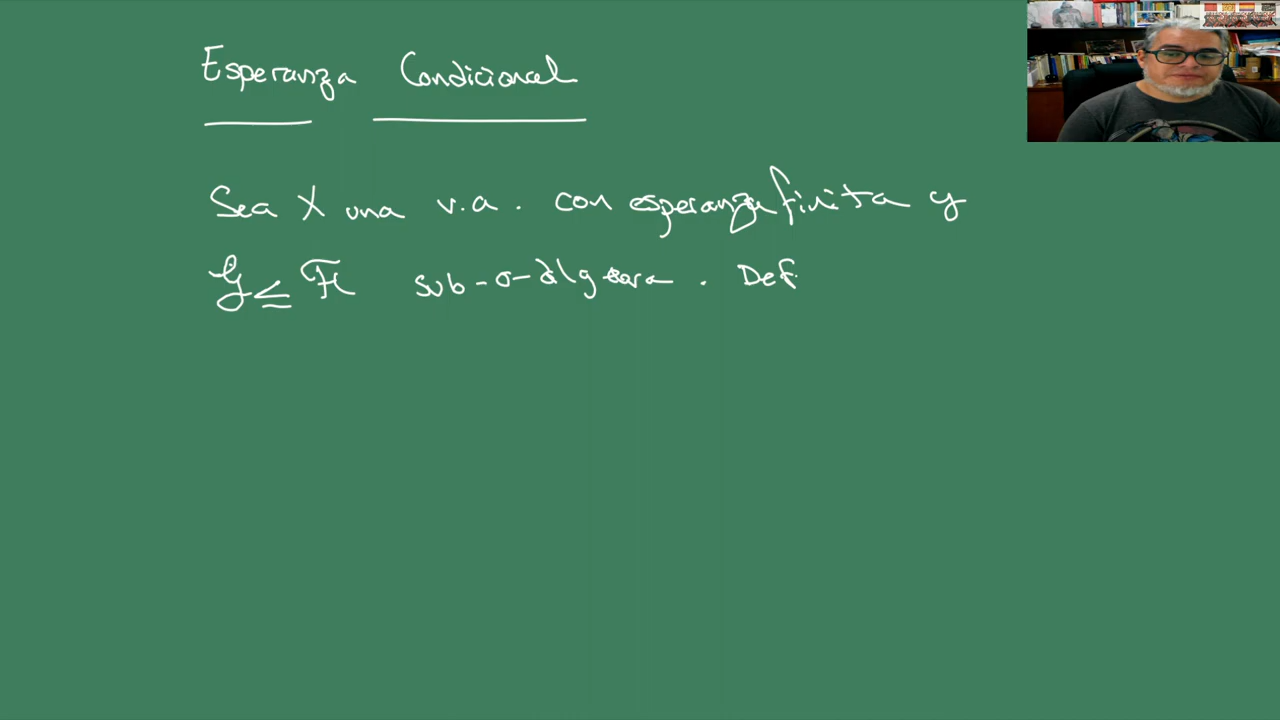 Esperanza Condicional
Sea X una v.a. con esperanza finita y
𝒢 ≤ ℱ sub-σ-álgebra. Def